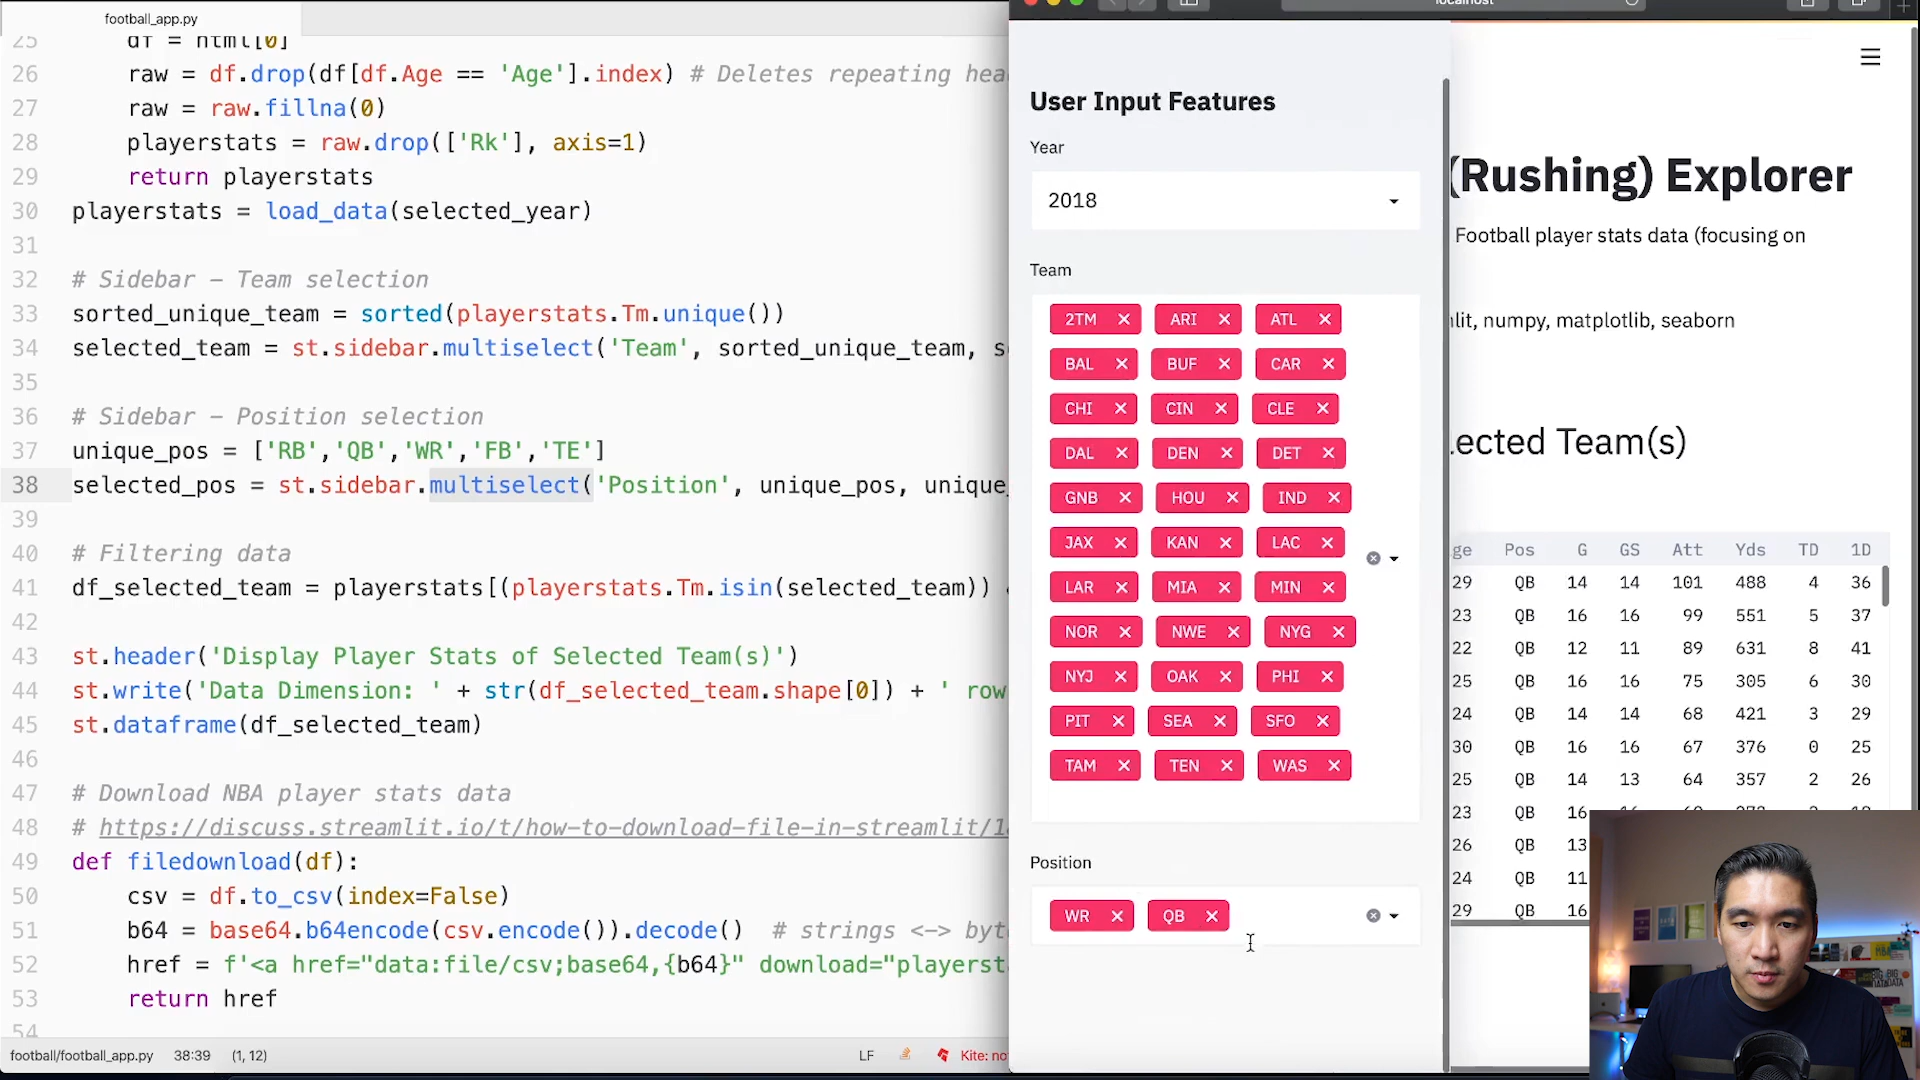 football_app.py
25 df = html[0]
26 raw = df.drop(df[df.Age == 'Age'].index) # Deletes repeating hea
27 raw = raw.fillna(0)
28 playerstats = raw.drop(['Rk'], axis=1)
29 return playerstats
30 playerstats = load_data(selected_year)
31
32 # Sidebar - Team selection
33 sorted_unique_team = sorted(playerstats.Tm.unique())
34 selected_team = st.sidebar.multiselect('Team', sorted_unique_team, s
35
36 # Sidebar - Position selection
37 unique_pos = ['RB','QB','WR','FB','TE']
38 selected_pos = st.sidebar.multiselect('Position', unique_pos, unique_
39
40 # Filtering data
41 df_selected_team = playerstats[(playerstats.Tm.isin(selected_team)) &
42
43 st.header('Display Player Stats of Selected Team(s)')
44 st.write('Data Dimension: ' + str(df_selected_team.shape[0]) + ' row
45 st.dataframe(df_selected_team)
46
47 # Download NBA player stats data
48 # https://discuss.streamlit.io/t/how-to-download-file-in-streamlit/1
49 def filedownload(df):
50 csv = df.to_csv(index=False)
51 b64 = base64.b64encode(csv.encode()).decode() # strings <-> byt
52 href = f'<a href="data:file/csv;base64,{b64}" download="playerst
53 return href
54
football/football_app.py 38:39 (1, 12) LF Kite: no
localhost
User Input Features
Year
2018
Team
2TM ARI ATL
BAL BUF CAR
CHI CIN CLE
DAL DEN DET
GNB HOU IND
JAX KAN LAC
LAR MIA MIN
NOR NWE NYG
NYJ OAK PHI
PIT SEA SFO
TAM TEN WAS
Position
WR QB
(Rushing) Explorer
Football player stats data (focusing on
lit, numpy, matplotlib, seaborn
lected Team(s)
ge Pos G GS Att Yds TD 1D
29 QB 14 14 101 488 4 36
23 QB 16 16 99 551 5 37
22 QB 12 11 89 631 8 41
25 QB 16 16 75 305 6 30
24 QB 14 14 68 421 3 29
30 QB 16 16 67 376 0 25
25 QB 14 13 64 357 2 26
23 QB 16
26 QB 13
24 QB 11
29 QB 16
BIG DATA